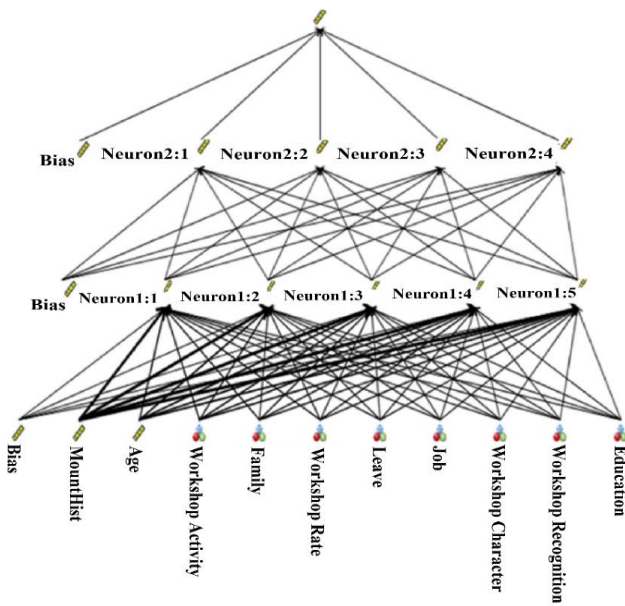 Bias Neuron2:1 Neuron2:2 Neuron2:3 Neuron2:4
Bias Neuron1:1 Neuron1:2 Neuron1:3 Neuron1:4 Neuron1:5
Bias
MountHist
Age
Workshop Activity
Family
Workshop Rate
Leave
Job
Workshop Character
Workshop Recognition
Education